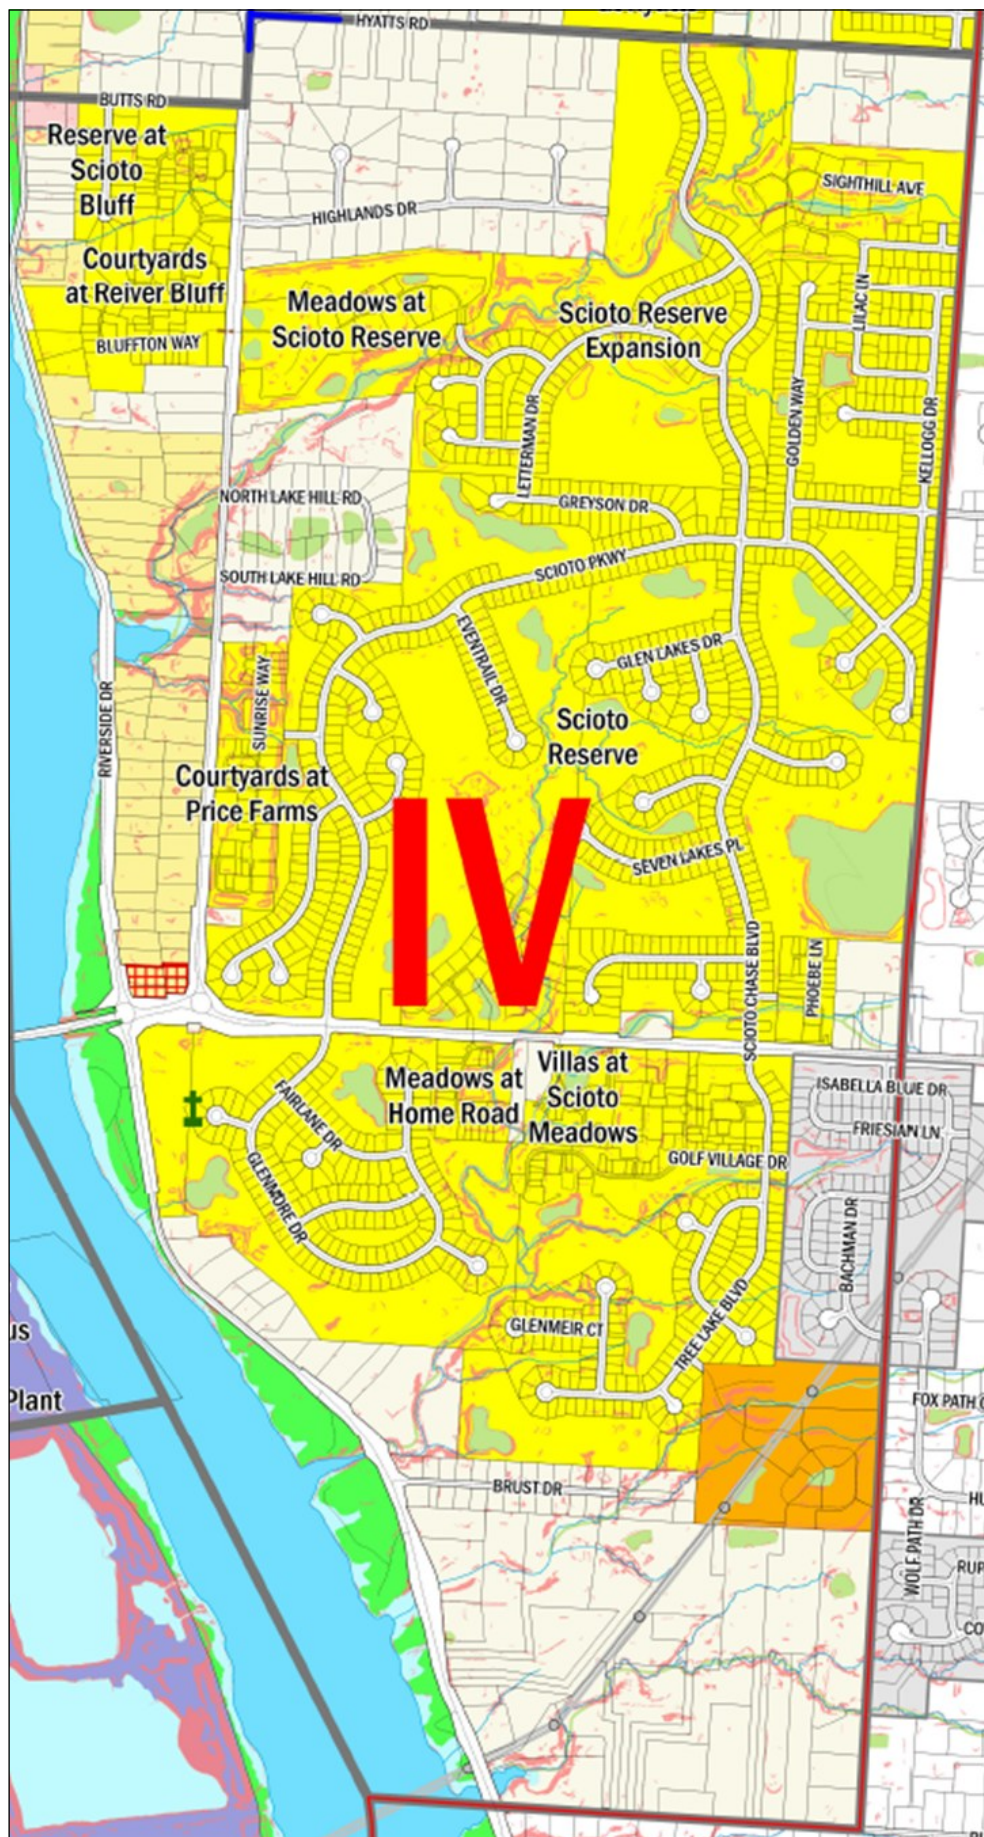 HYATTS RD
BUTTS RD
Reserve at
Scioto
Bluff
SIGHTHILL AVE
HIGHLANDS DR
Courtyards
at Reiver Bluff
LILAC LN
Meadows at
Scioto Reserve
Scioto Reserve
Expansion
BLUFFTON WAY
LETTERMAN DR
GOLDEN WAY
KELLOGG DR
NORTH LAKE HILL RD
GREYSON DR
SCIOTO PKWY
SOUTH LAKE HILL RD
EVENTRAIL DR
GLEN LAKES DR
SUNRISE WAY
RIVERSIDE DR
Scioto
Reserve
Courtyards at
Price Farms
IV
SEVEN LAKES PL
SCIOTO CHASE BLVD
PHOEBE LN
Meadows at
Home Road
Villas at
Scioto
Meadows
ISABELLA BLUE DR
FAIRLANE DR
FRIESIAN LN
GOLF VILLAGE DR
GLENMORE DR
BACHMAN DR
GLENMEIR CT
TREE LAKE BLVD
us
Plant
FOX PATH C
BRUST DR
HU
WOLF PATH DR
RUP
CO